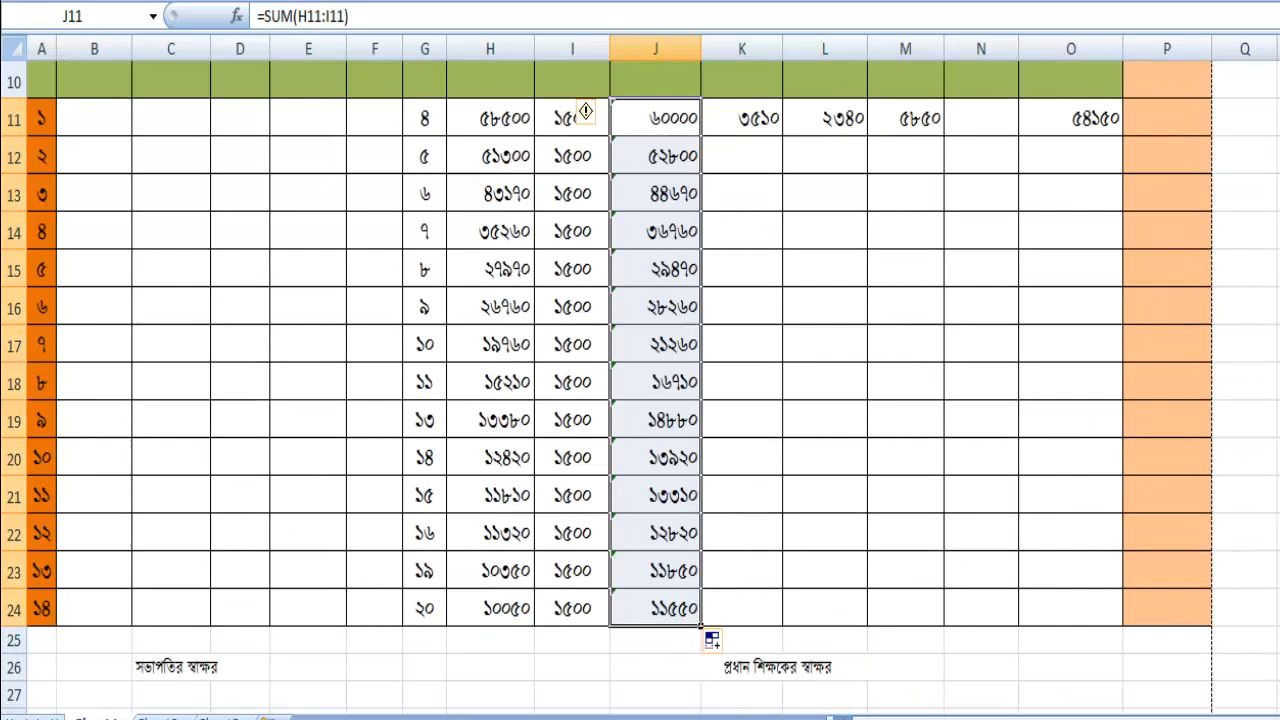 J11 fx =SUM(H11:I11)
A B C D E F G H I J K L M N O P Q
10
11 ১ ৪ ৫৮৫০০ ৬০০০০ ৩৫১০ ২৩৪০ ৫৮৫০ ৫৪১৫০
12 ২ ৫ ৫১৩০০ ১৫০০ ৫২৮০০
13 ৩ ৬ ৪৩১৭০ ১৫০০ ৪৪৬৭০
14 ৪ ৭ ৩৫২৬০ ১৫০০ ৩৬৭৬০
15 ৫ ৮ ২৭৯৭০ ১৫০০ ২৯৪৭০
16 ৬ ৯ ২৬৭৬০ ১৫০০ ২৮২৬০
17 ৭ ১০ ১৯৭৬০ ১৫০০ ২১২৬০
18 ৮ ১১ ১৫২১০ ১৫০০ ১৬৭১০
19 ৯ ১৩ ১৩৩৮০ ১৫০০ ১৪৮৮০
20 ১০ ১৪ ১২৪২০ ১৫০০ ১৩৯২০
21 ১১ ১৫ ১১৮১০ ১৫০০ ১৩৩১০
22 ১২ ১৬ ১১৩২০ ১৫০০ ১২৮২০
23 ১৩ ১৯ ১০৩৫০ ১৫০০ ১১৮৫০
24 ১৪ ২০ ১০০৫০ ১৫০০ ১১৫৫০
25
26 সভাপতির স্বাক্ষর প্রধান শিক্ষকের স্বাক্ষর
27